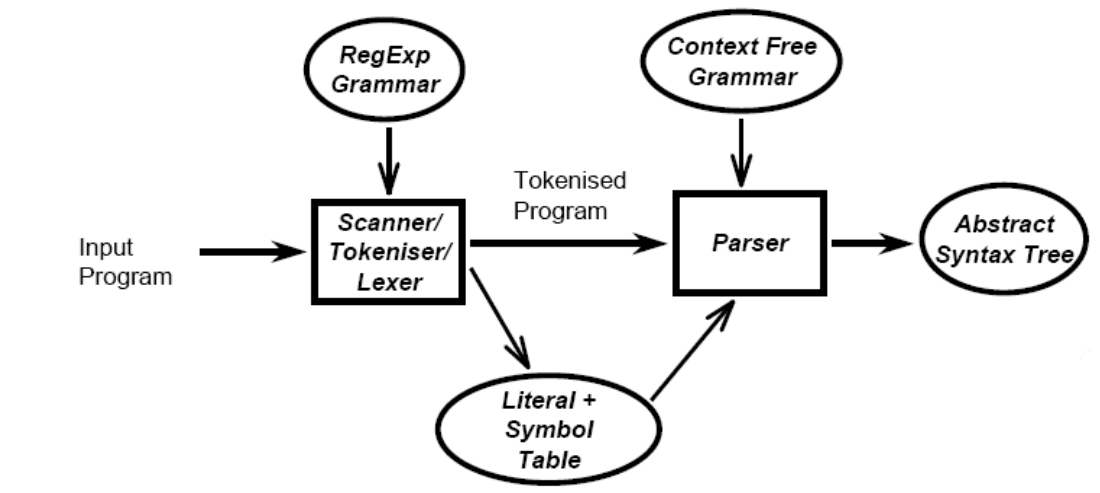 RegExp
Grammar
Context Free
Grammar
Tokenised
Program
Scanner/
Tokeniser/
Lexer
Parser
Abstract
Syntax Tree
Input
Program
Literal +
Symbol
Table